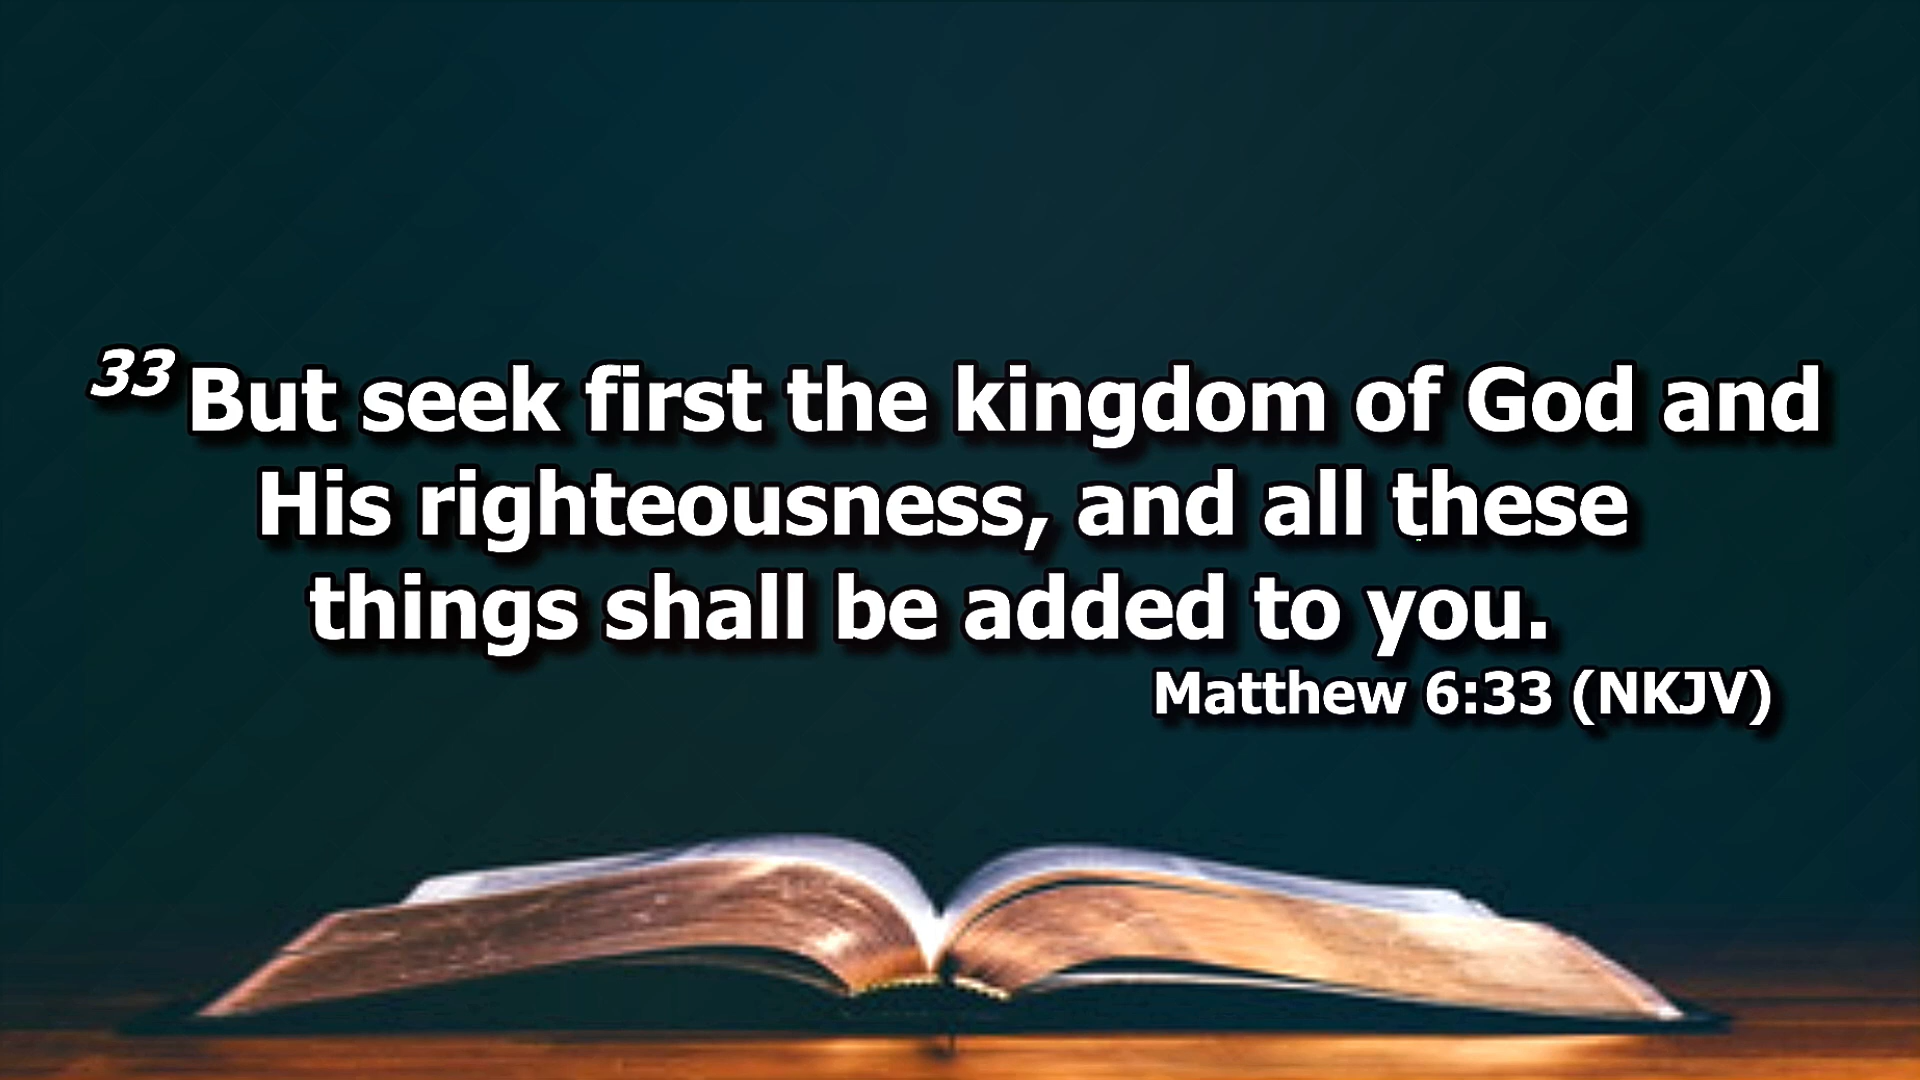 33 But seek first the kingdom of God and
His righteousness, and all these
things shall be added to you.
Matthew 6:33 (NKJV)